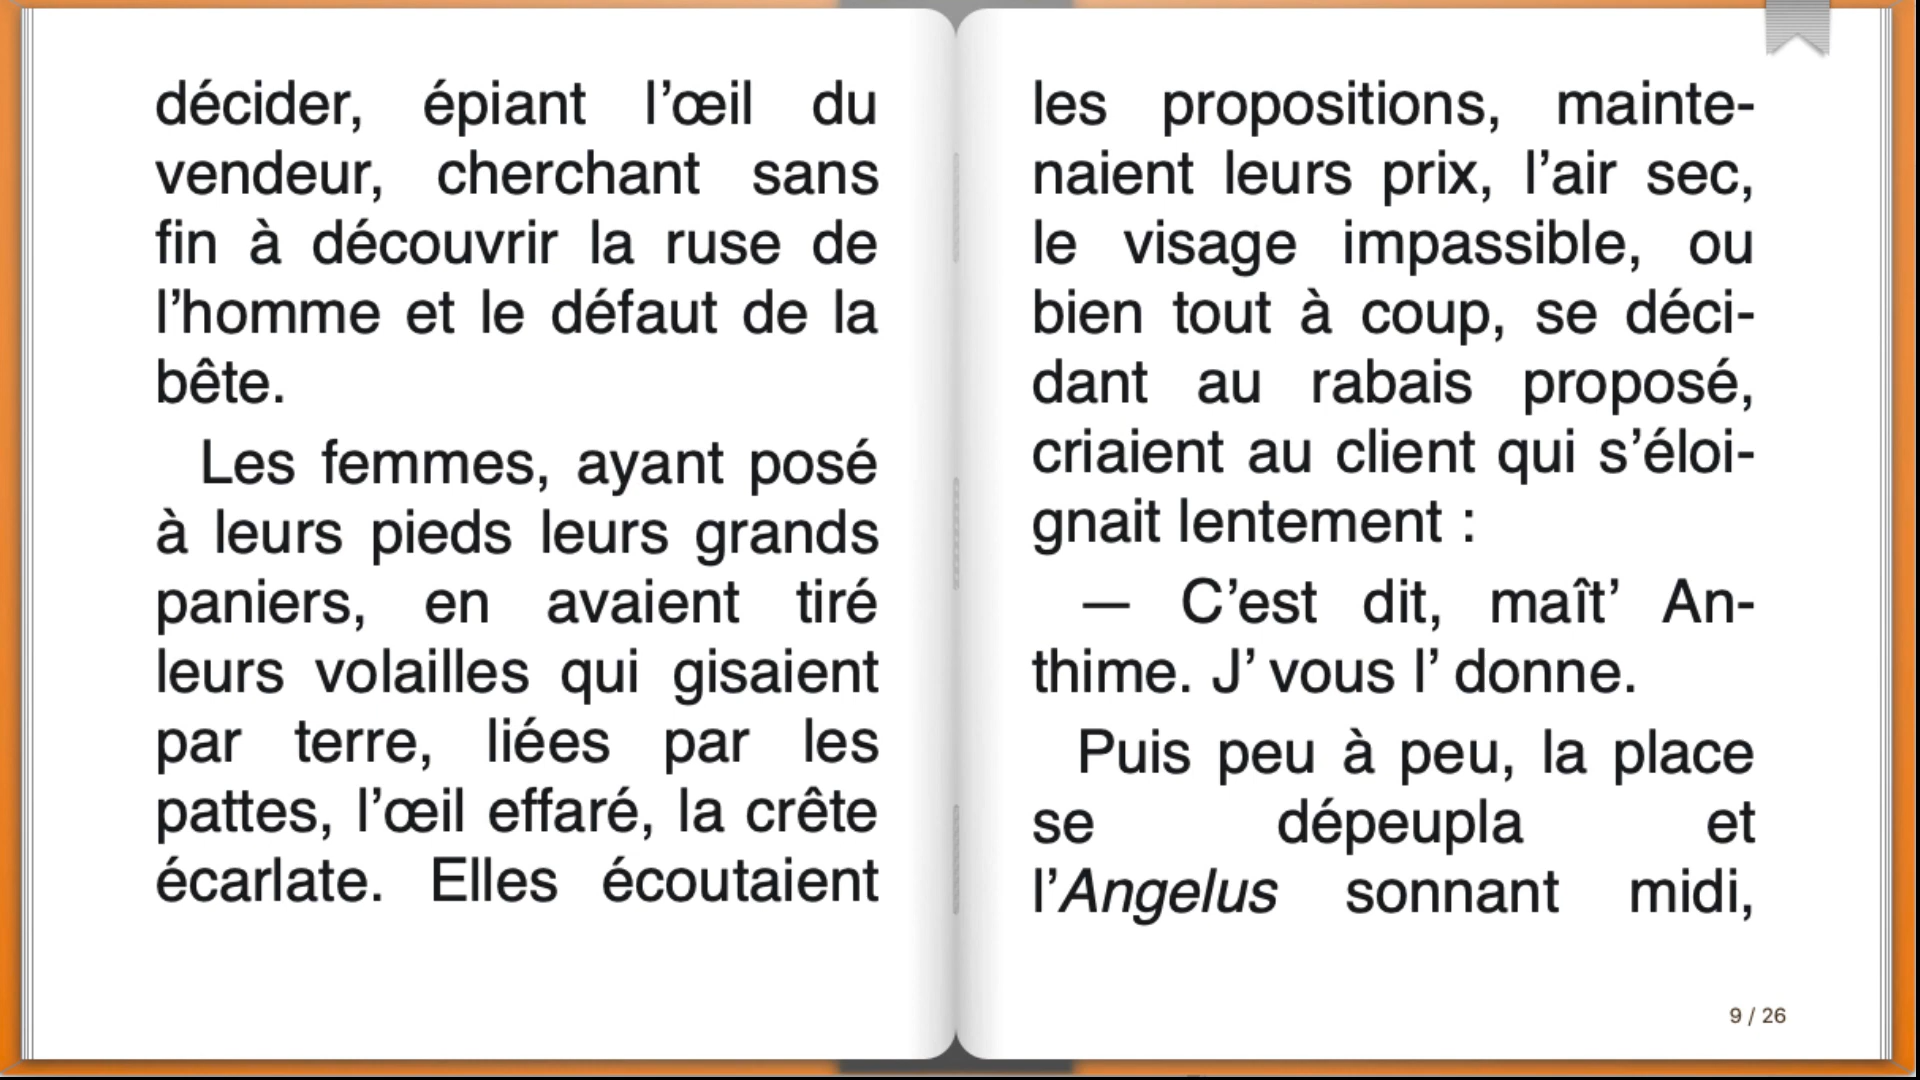 décider, épiant l’œil du
vendeur, cherchant sans
fin à découvrir la ruse de
l’homme et le défaut de la
bête.
Les femmes, ayant posé
à leurs pieds leurs grands
paniers, en avaient tiré
leurs volailles qui gisaient
par terre, liées par les
pattes, l’œil effaré, la crête
écarlate. Elles écoutaient
les propositions, mainte-
naient leurs prix, l’air sec,
le visage impassible, ou
bien tout à coup, se déci-
dant au rabais proposé,
criaient au client qui s’éloi-
gnait lentement :
— C’est dit, maît’ An-
thime. J’ vous l’ donne.
Puis peu à peu, la place
se dépeupla et
l’Angelus sonnant midi,
9 / 26